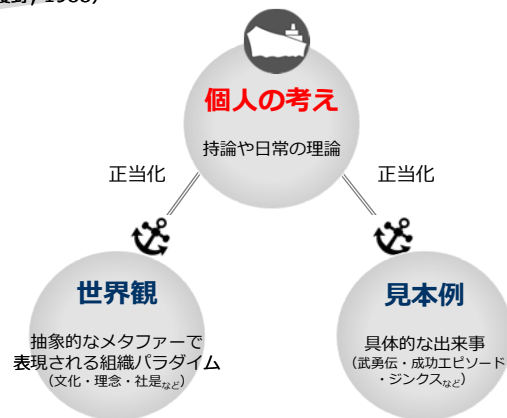 , 1988)
個人の考え
持論や日常の理論
正当化
正当化
世界観
抽象的なメタファーで
表現される組織パラダイム
（文化・理念・社是など）
見本例
具体的な出来事
（武勇伝・成功エピソード
・ジンクスなど）